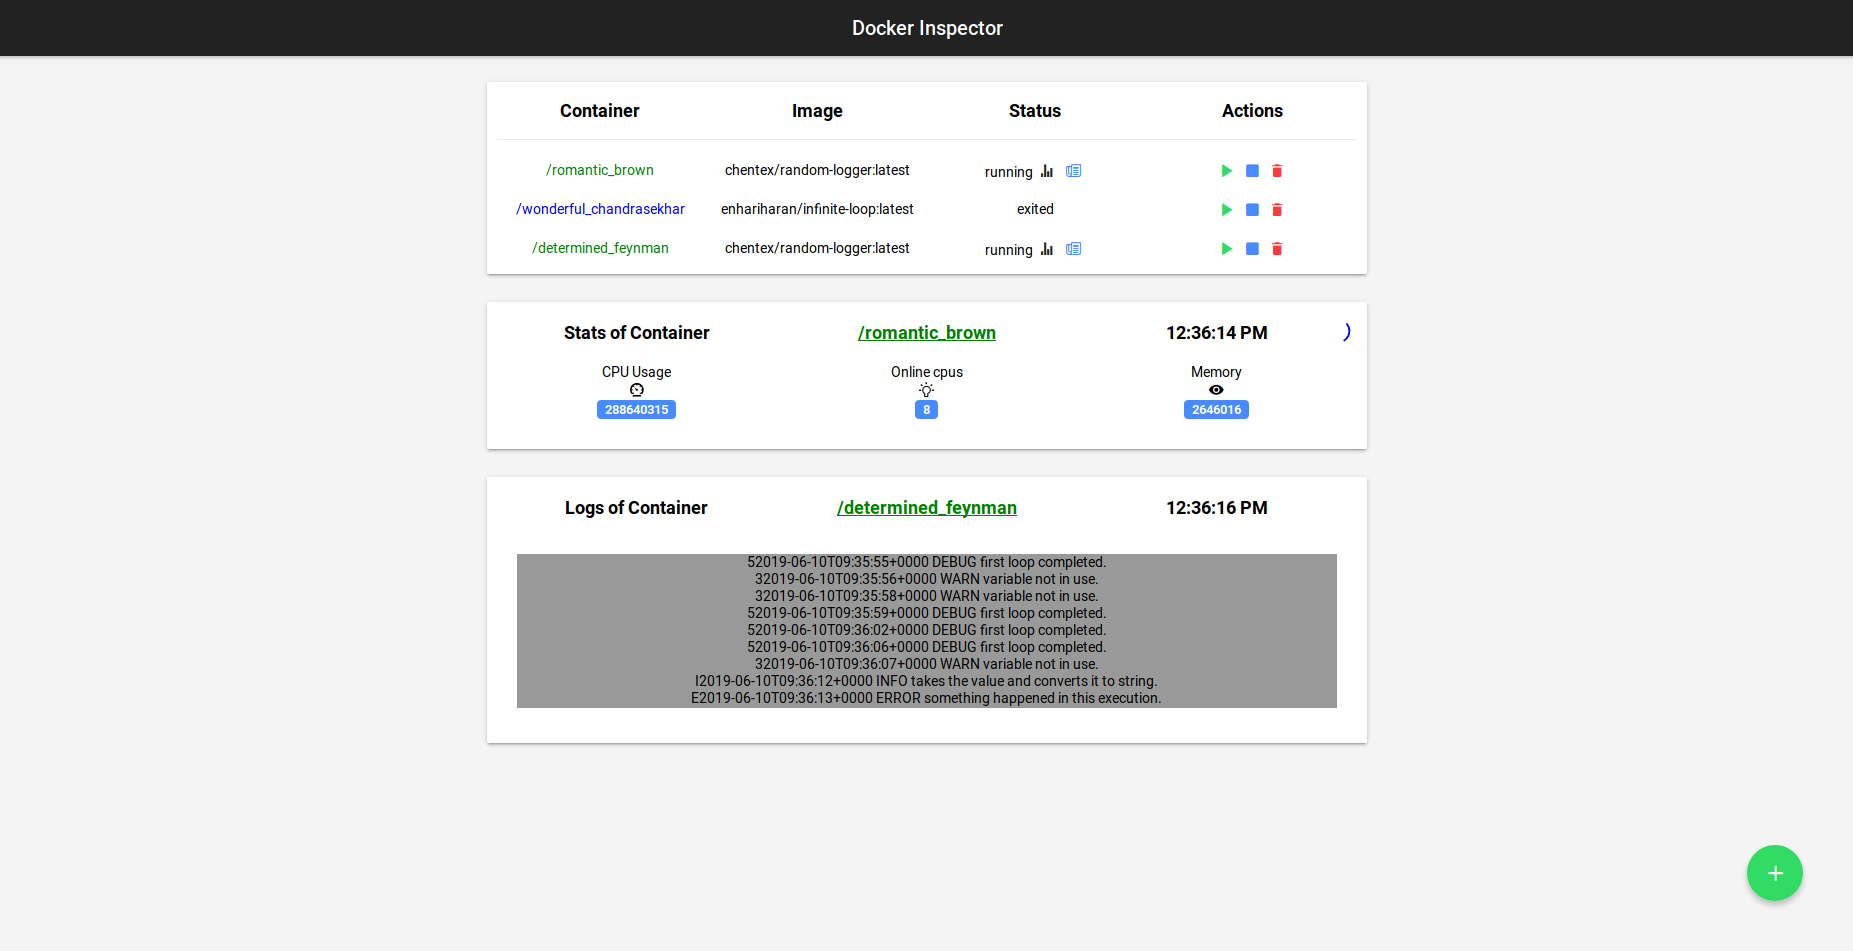 Docker Inspector
Container Image Status Actions
/romantic_brown chentex/random-logger:latest running
/wonderful_chandrasekhar enhariharan/infinite-loop:latest exited
/determined_feynman chentex/random-logger:latest running
Stats of Container /romantic_brown 12:36:14 PM
CPU Usage Online cpus Memory
288640315 8 2646016
Logs of Container /determined_feynman 12:36:16 PM
52019-06-10T09:35:55+0000 DEBUG first loop completed.
32019-06-10T09:35:56+0000 WARN variable not in use.
32019-06-10T09:35:58+0000 WARN variable not in use.
52019-06-10T09:35:59+0000 DEBUG first loop completed.
52019-06-10T09:36:02+0000 DEBUG first loop completed.
52019-06-10T09:36:06+0000 DEBUG first loop completed.
32019-06-10T09:36:07+0000 WARN variable not in use.
I2019-06-10T09:36:12+0000 INFO takes the value and converts it to string.
E2019-06-10T09:36:13+0000 ERROR something happened in this execution.